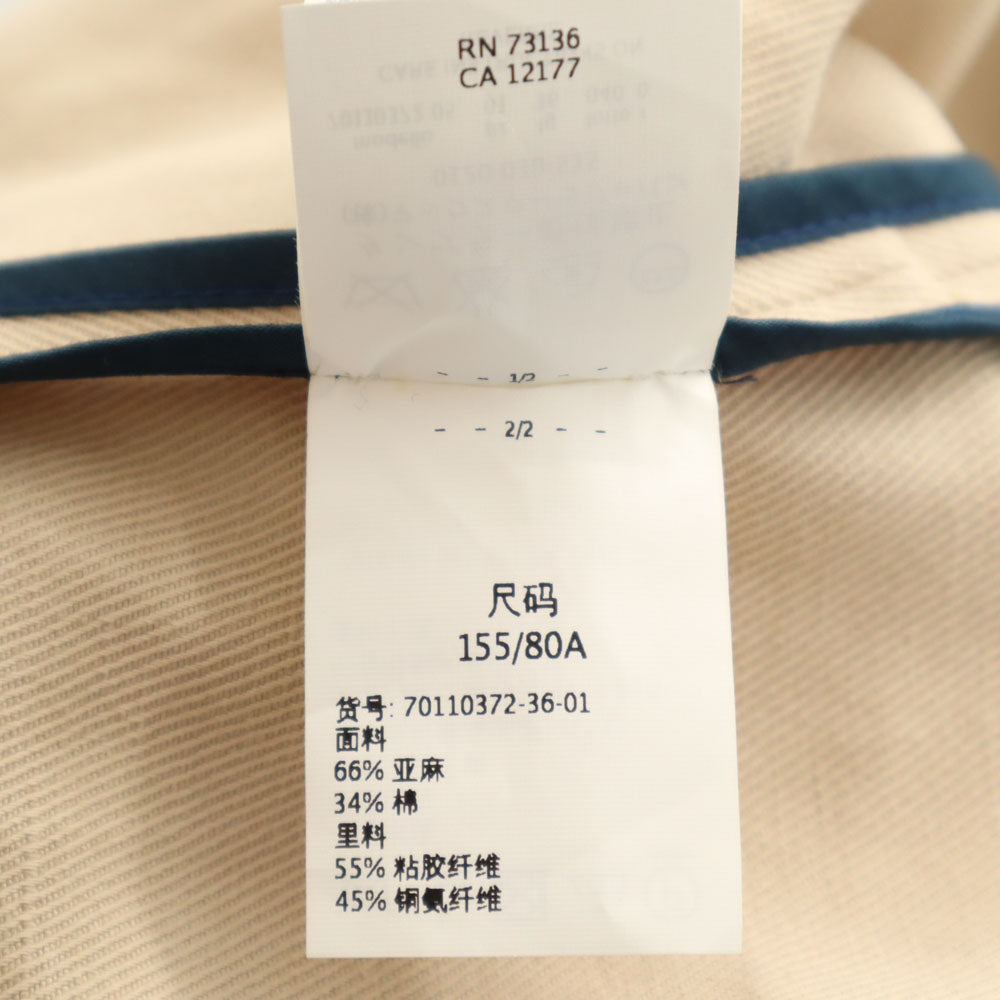 RN 73136
CA 12177
- - 1/2 - -
- - 2/2 - -
尺码
155/80A
货号: 70110372-36-01
面料
66% 亚麻
34% 棉
里料
55% 粘胶纤维
45% 铜氨纤维